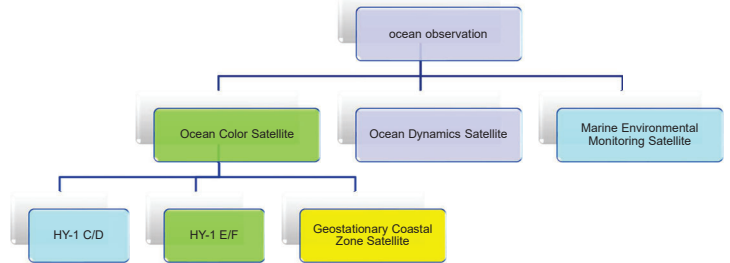 ocean observation
Ocean Color Satellite
Ocean Dynamics Satellite
Marine Environmental
Monitoring Satellite
HY-1 C/D
HY-1 E/F
Geostationary Coastal
Zone Satellite